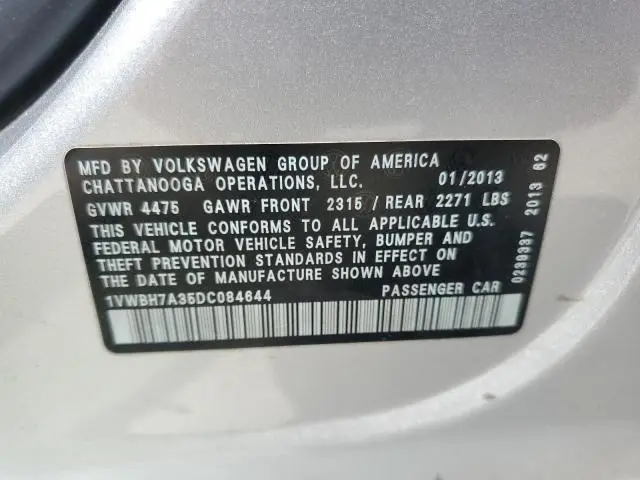 MFD BY VOLKSWAGEN GROUP OF AMERICA
CHATTANOOGA OPERATIONS, LLC. 01/2013
GVWR 4475 GAWR FRONT 2315 / REAR 2271 LBS
THIS VEHICLE CONFORMS TO ALL APPLICABLE U.S.
FEDERAL MOTOR VEHICLE SAFETY, BUMPER AND
THEFT PREVENTION STANDARDS IN EFFECT ON
THE DATE OF MANUFACTURE SHOWN ABOVE
1VWBH7A35DC084644 PASSENGER CAR
0239337 2013 62